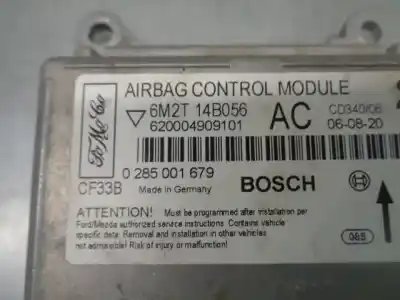 AIRBAG CONTROL MODULE
FoMoCo
6M2T 14B056
AC
CD340/06
620004909101
06-08-20
0 285 001 679
CF33B
Made in Germany
BOSCH
ATTENTION! Must be programmed after installation per
Ford/Mazda authorized service instructions. Contains vehicle
specific data; Removal and installation in other vehicles
not admissible! Risk of injury or malfunction!